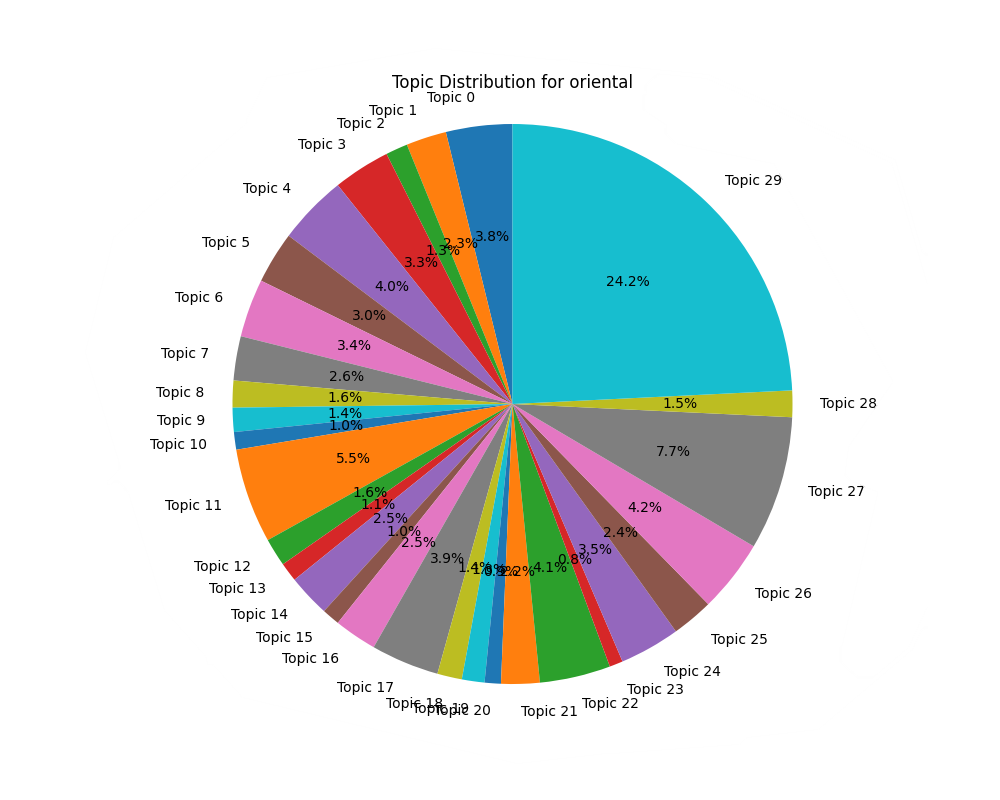 Topic Distribution for oriental
Topic 0
Topic 1
Topic 2
Topic 3
Topic 4
Topic 5
Topic 6
Topic 7
Topic 8
Topic 9
Topic 10
Topic 11
Topic 12
Topic 13
Topic 14
Topic 15
Topic 16
Topic 17
Topic 18
Topic 19
Topic 20
Topic 21
Topic 22
Topic 23
Topic 24
Topic 25
Topic 26
Topic 27
Topic 28
Topic 29
3.8%
2.3%
1.3%
3.3%
4.0%
3.0%
3.4%
2.6%
1.6%
1.4%
1.0%
5.5%
1.6%
1.1%
2.5%
1.0%
2.5%
3.9%
1.4%
2.2%
4.1%
0.8%
3.5%
2.4%
4.2%
7.7%
1.5%
24.2%